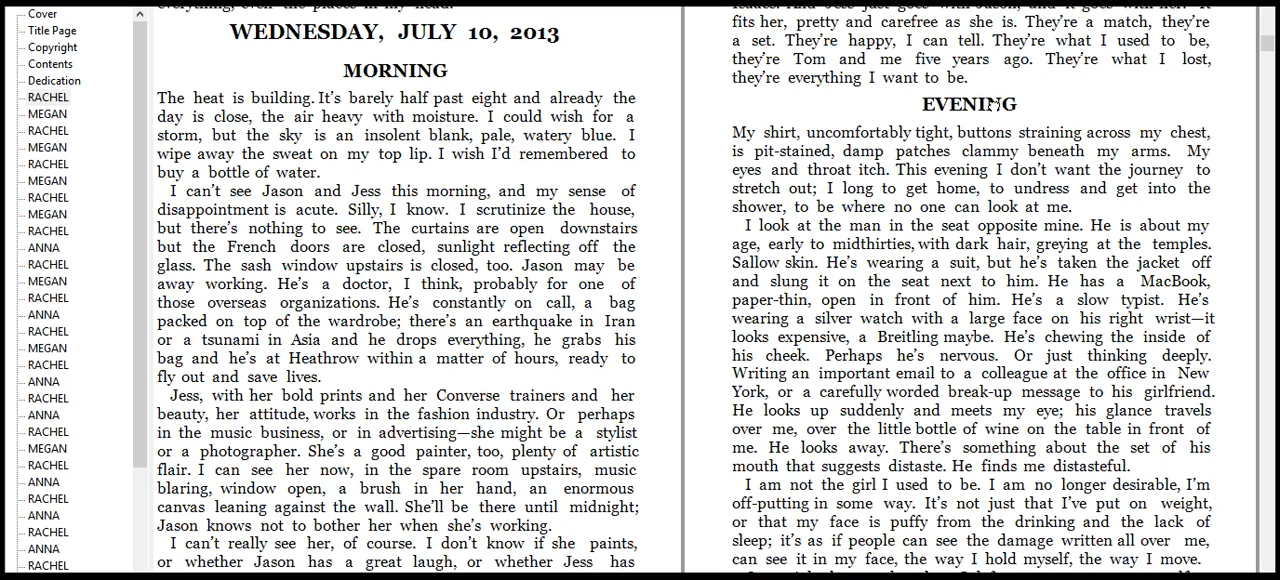 Cover
Title Page
Copyright
Contents
Dedication
RACHEL
MEGAN
RACHEL
MEGAN
RACHEL
MEGAN
RACHEL
MEGAN
RACHEL
ANNA
RACHEL
MEGAN
RACHEL
ANNA
RACHEL
MEGAN
RACHEL
ANNA
RACHEL
ANNA
RACHEL
MEGAN
RACHEL
ANNA
RACHEL
ANNA
RACHEL
ANNA
RACHEL
everything, even the places in my head.
WEDNESDAY, JULY 10, 2013
MORNING
The heat is building. It’s barely half past eight and already the
day is close, the air heavy with moisture. I could wish for a
storm, but the sky is an insolent blank, pale, watery blue. I
wipe away the sweat on my top lip. I wish I’d remembered to
buy a bottle of water.
I can’t see Jason and Jess this morning, and my sense of
disappointment is acute. Silly, I know. I scrutinize the house,
but there’s nothing to see. The curtains are open downstairs
but the French doors are closed, sunlight reflecting off the
glass. The sash window upstairs is closed, too. Jason may be
away working. He’s a doctor, I think, probably for one of
those overseas organizations. He’s constantly on call, a bag
packed on top of the wardrobe; there’s an earthquake in Iran
or a tsunami in Asia and he drops everything, he grabs his
bag and he’s at Heathrow within a matter of hours, ready to
fly out and save lives.
Jess, with her bold prints and her Converse trainers and her
beauty, her attitude, works in the fashion industry. Or perhaps
in the music business, or in advertising—she might be a stylist
or a photographer. She’s a good painter, too, plenty of artistic
flair. I can see her now, in the spare room upstairs, music
blaring, window open, a brush in her hand, an enormous
canvas leaning against the wall. She’ll be there until midnight;
Jason knows not to bother her when she’s working.
I can’t really see her, of course. I don’t know if she paints,
or whether Jason has a great laugh, or whether Jess has
fits her, pretty and carefree as she is. They’re a match, they’re
a set. They’re happy, I can tell. They’re what I used to be,
they’re Tom and me five years ago. They’re what I lost,
they’re everything I want to be.
EVENING
My shirt, uncomfortably tight, buttons straining across my chest,
is pit-stained, damp patches clammy beneath my arms. My
eyes and throat itch. This evening I don’t want the journey to
stretch out; I long to get home, to undress and get into the
shower, to be where no one can look at me.
I look at the man in the seat opposite mine. He is about my
age, early to midthirties, with dark hair, greying at the temples.
Sallow skin. He’s wearing a suit, but he’s taken the jacket off
and slung it on the seat next to him. He has a MacBook,
paper-thin, open in front of him. He’s a slow typist. He’s
wearing a silver watch with a large face on his right wrist—it
looks expensive, a Breitling maybe. He’s chewing the inside of
his cheek. Perhaps he’s nervous. Or just thinking deeply.
Writing an important email to a colleague at the office in New
York, or a carefully worded break-up message to his girlfriend.
He looks up suddenly and meets my eye; his glance travels
over me, over the little bottle of wine on the table in front of
me. He looks away. There’s something about the set of his
mouth that suggests distaste. He finds me distasteful.
I am not the girl I used to be. I am no longer desirable, I’m
off-putting in some way. It’s not just that I’ve put on weight,
or that my face is puffy from the drinking and the lack of
sleep; it’s as if people can see the damage written all over me,
can see it in my face, the way I hold myself, the way I move.